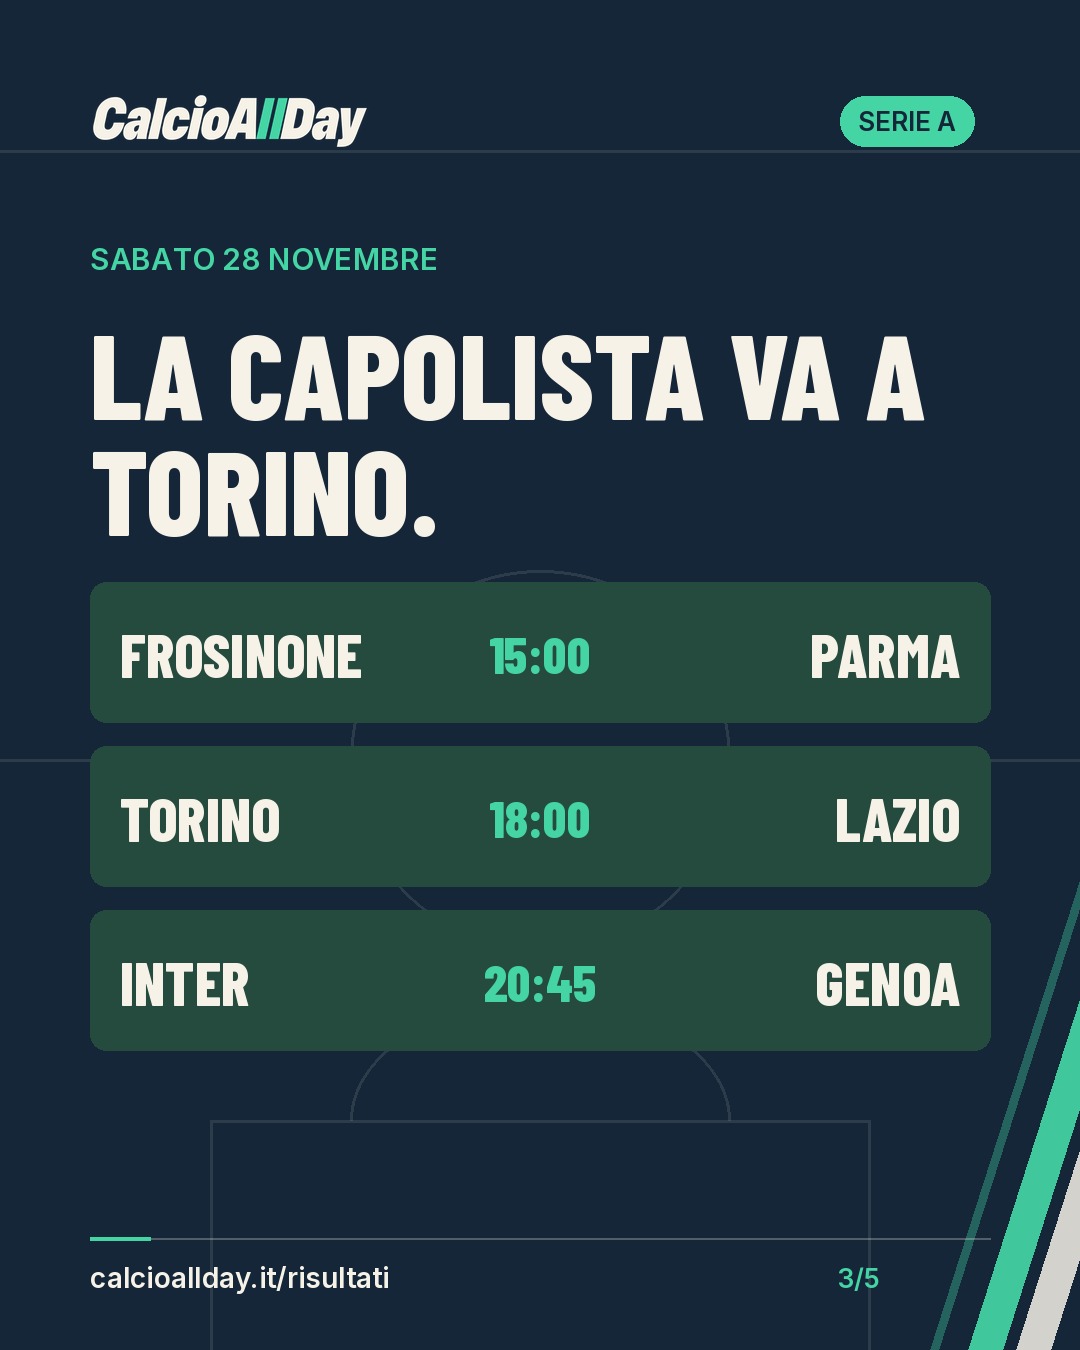 CalcioAllDay
SERIE A
SABATO 28 NOVEMBRE
LA CAPOLISTA VA A
TORINO.
FROSINONE 15:00 PARMA
TORINO 18:00 LAZIO
INTER 20:45 GENOA
calcioallday.it/risultati
3/5